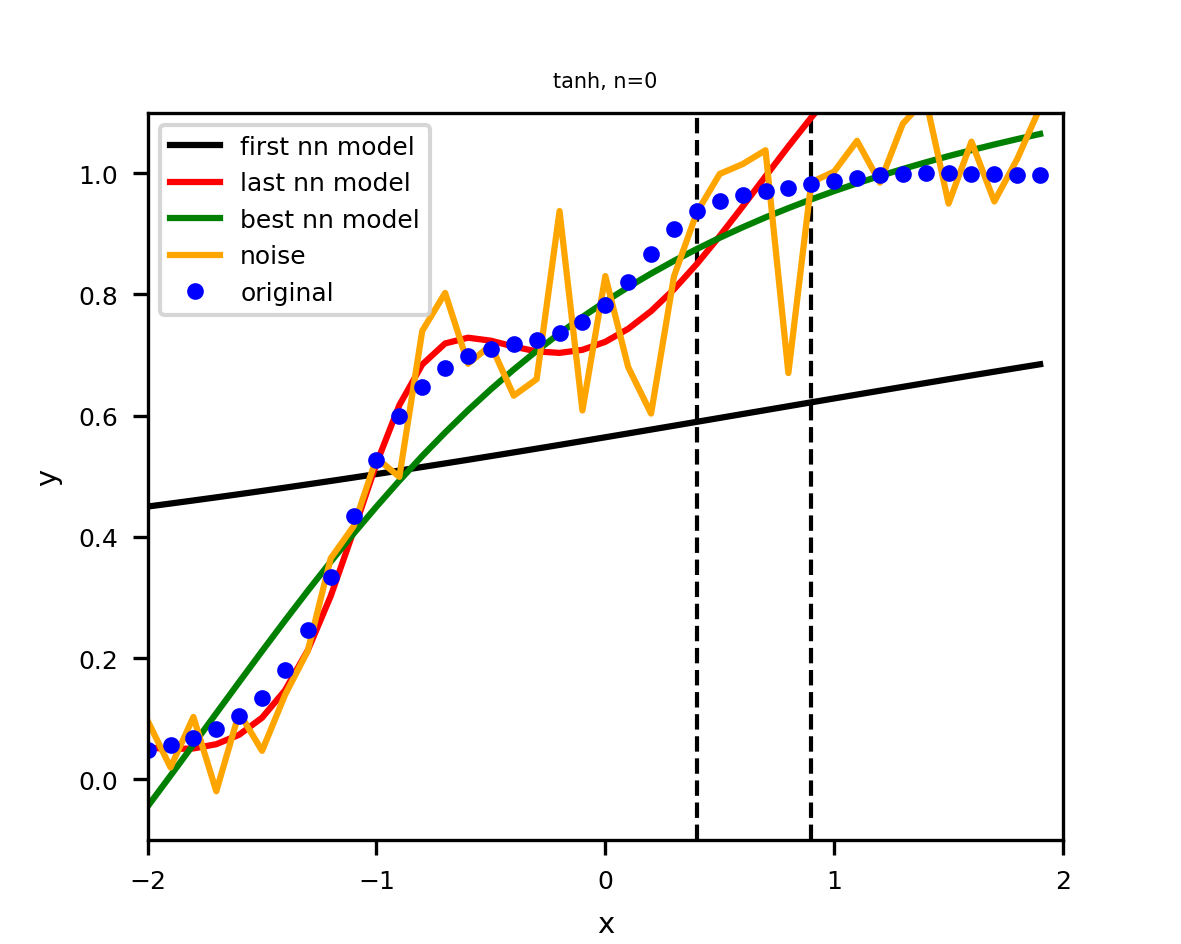 tanh, n=0
first nn model
last nn model
best nn model
noise
original
1.0
0.8
0.6
0.4
0.2
0.0
y
−2
−1
0
1
2
x